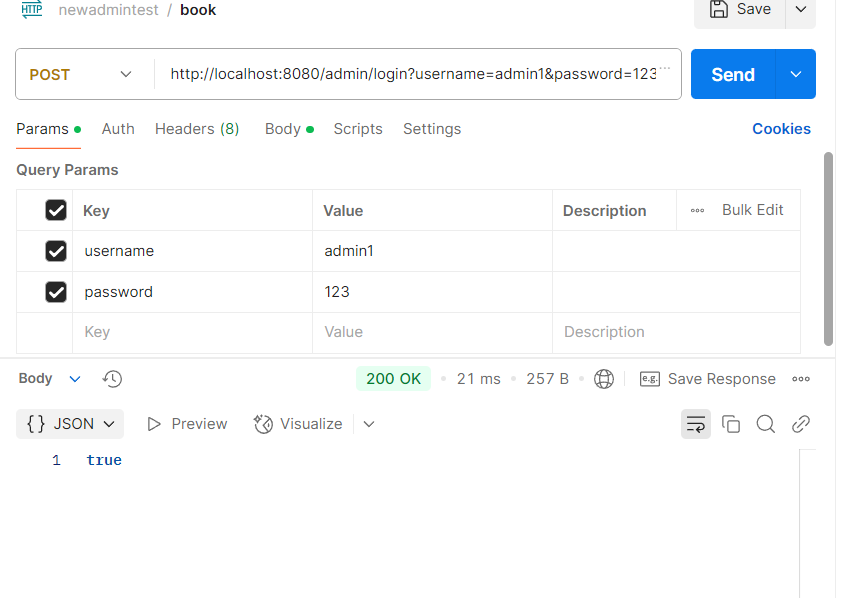 HTTP newadmintest / book Save
POST http://localhost:8080/admin/login?username=admin1&password=123 ... Send
Params Auth Headers (8) Body Scripts Settings Cookies
Query Params
Key Value Description ... Bulk Edit
username admin1
password 123
Key Value Description
Body 200 OK • 21 ms • 257 B • e.g. Save Response ...
{} JSON Preview Visualize
1 true